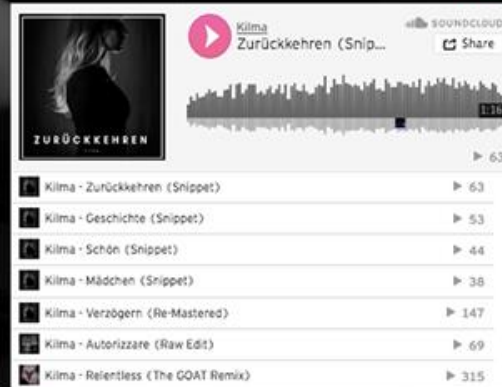 Kilma
SOUNDCLOUD
Zurückkehren (Snip...
Share
ZURÜCKKEHREN
1:16
63
Kilma - Zurückkehren (Snippet)
63
Kilma - Geschichte (Snippet)
53
Kilma - Schön (Snippet)
44
Kilma - Mädchen (Snippet)
38
Kilma - Verzögern (Re-Mastered)
147
Kilma - Autorizzare (Raw Edit)
69
Kilma - Relentless (The GOAT Remix)
315